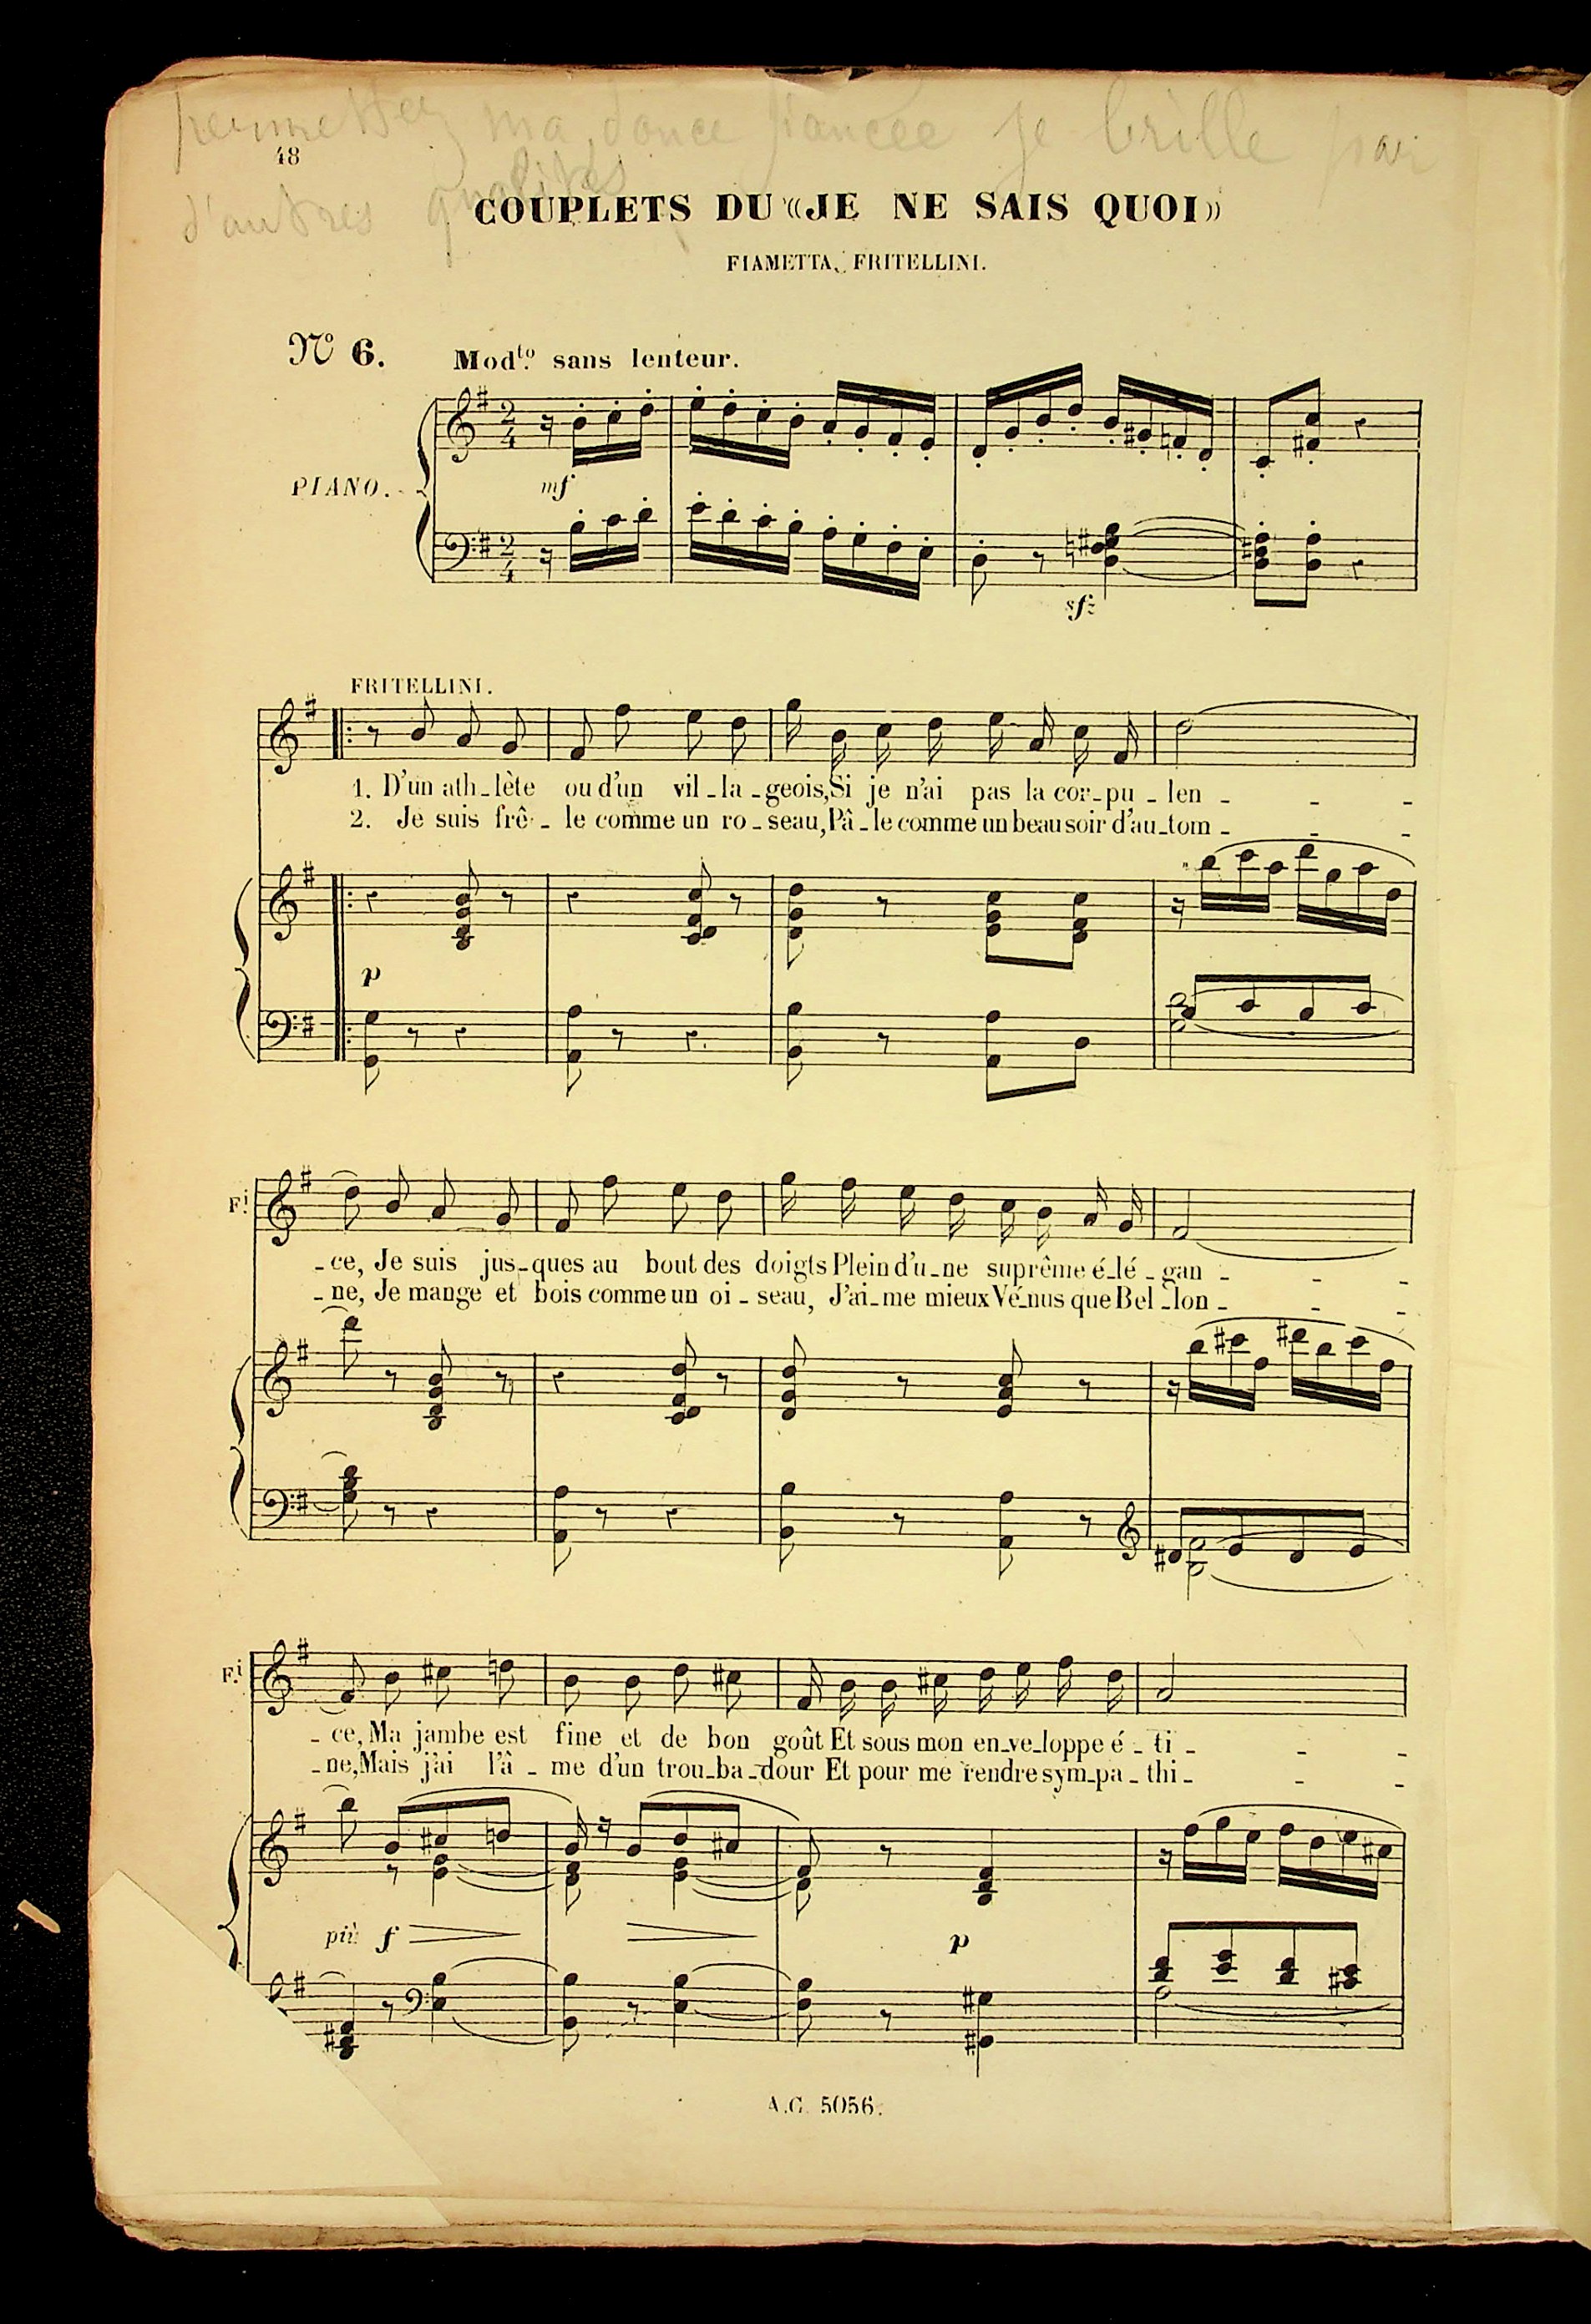 permettez ma douce fiancée je brille par
48
d'autres qualités
COUPLETS DU «JE NE SAIS QUOI»
FIAMETTA, FRITELLINI.
No 6. Modto. sans lenteur.
PIANO.
mf
sfz
FRITELLINI.
1. D'un ath_lète ou d'un vil_la_geois, Si je n'ai pas la cor_pu_len_ _ _
2. Je suis frê_le comme un ro_seau, Pâ_le comme un beau soir d'au_tom_ _ _
p
Fi.
_ce, Je suis jus_ques au bout des doigts Plein d'u_ne suprême é_lé_gan_ _ _
_ne, Je mange et bois comme un oi_seau, J'ai_me mieux Vé_nus que Bel_lon_ _ _
Fi.
_ce, Ma jambe est fine et de bon goût Et sous mon en_ve_loppe é_ti_ _ _
_ne, Mais j'ai l'â_me d'un trou_ba_dour Et pour me rendre sym_pa_thi_ _ _
più f p
A.C. 5056.